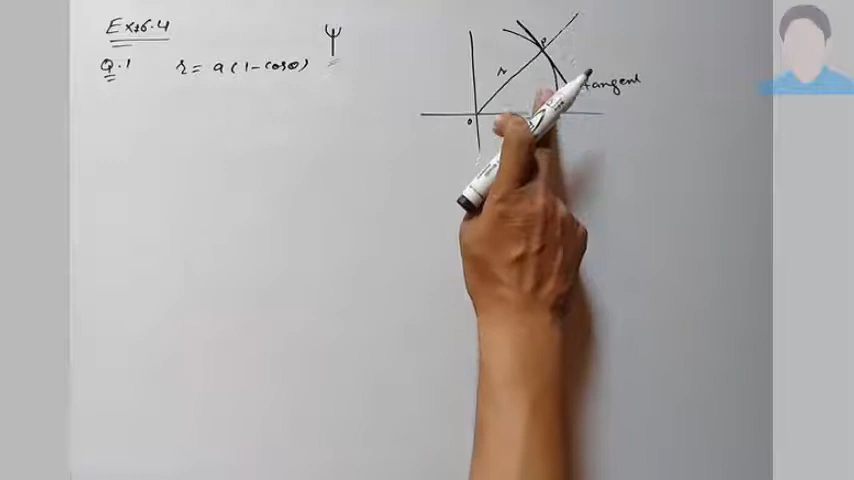 Ex#6.4
Q.1 r = a(1-cosθ) ψ
P
r
tangent
o